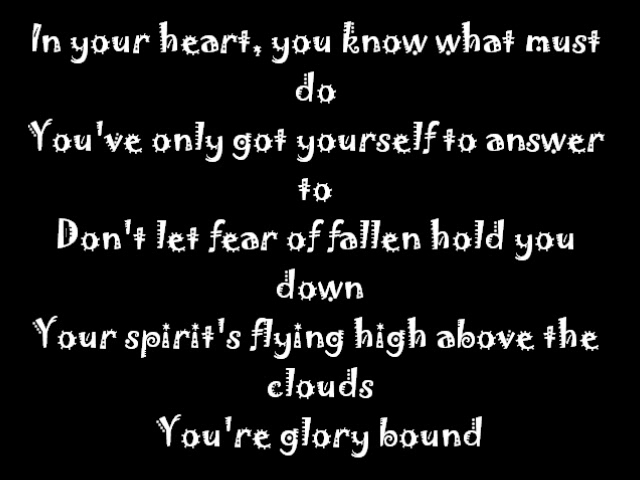 In your heart, you know what must
do
You've only got yourself to answer
to
Don't let fear of fallen hold you
down
Your spirit's flying high above the
clouds
You're glory bound